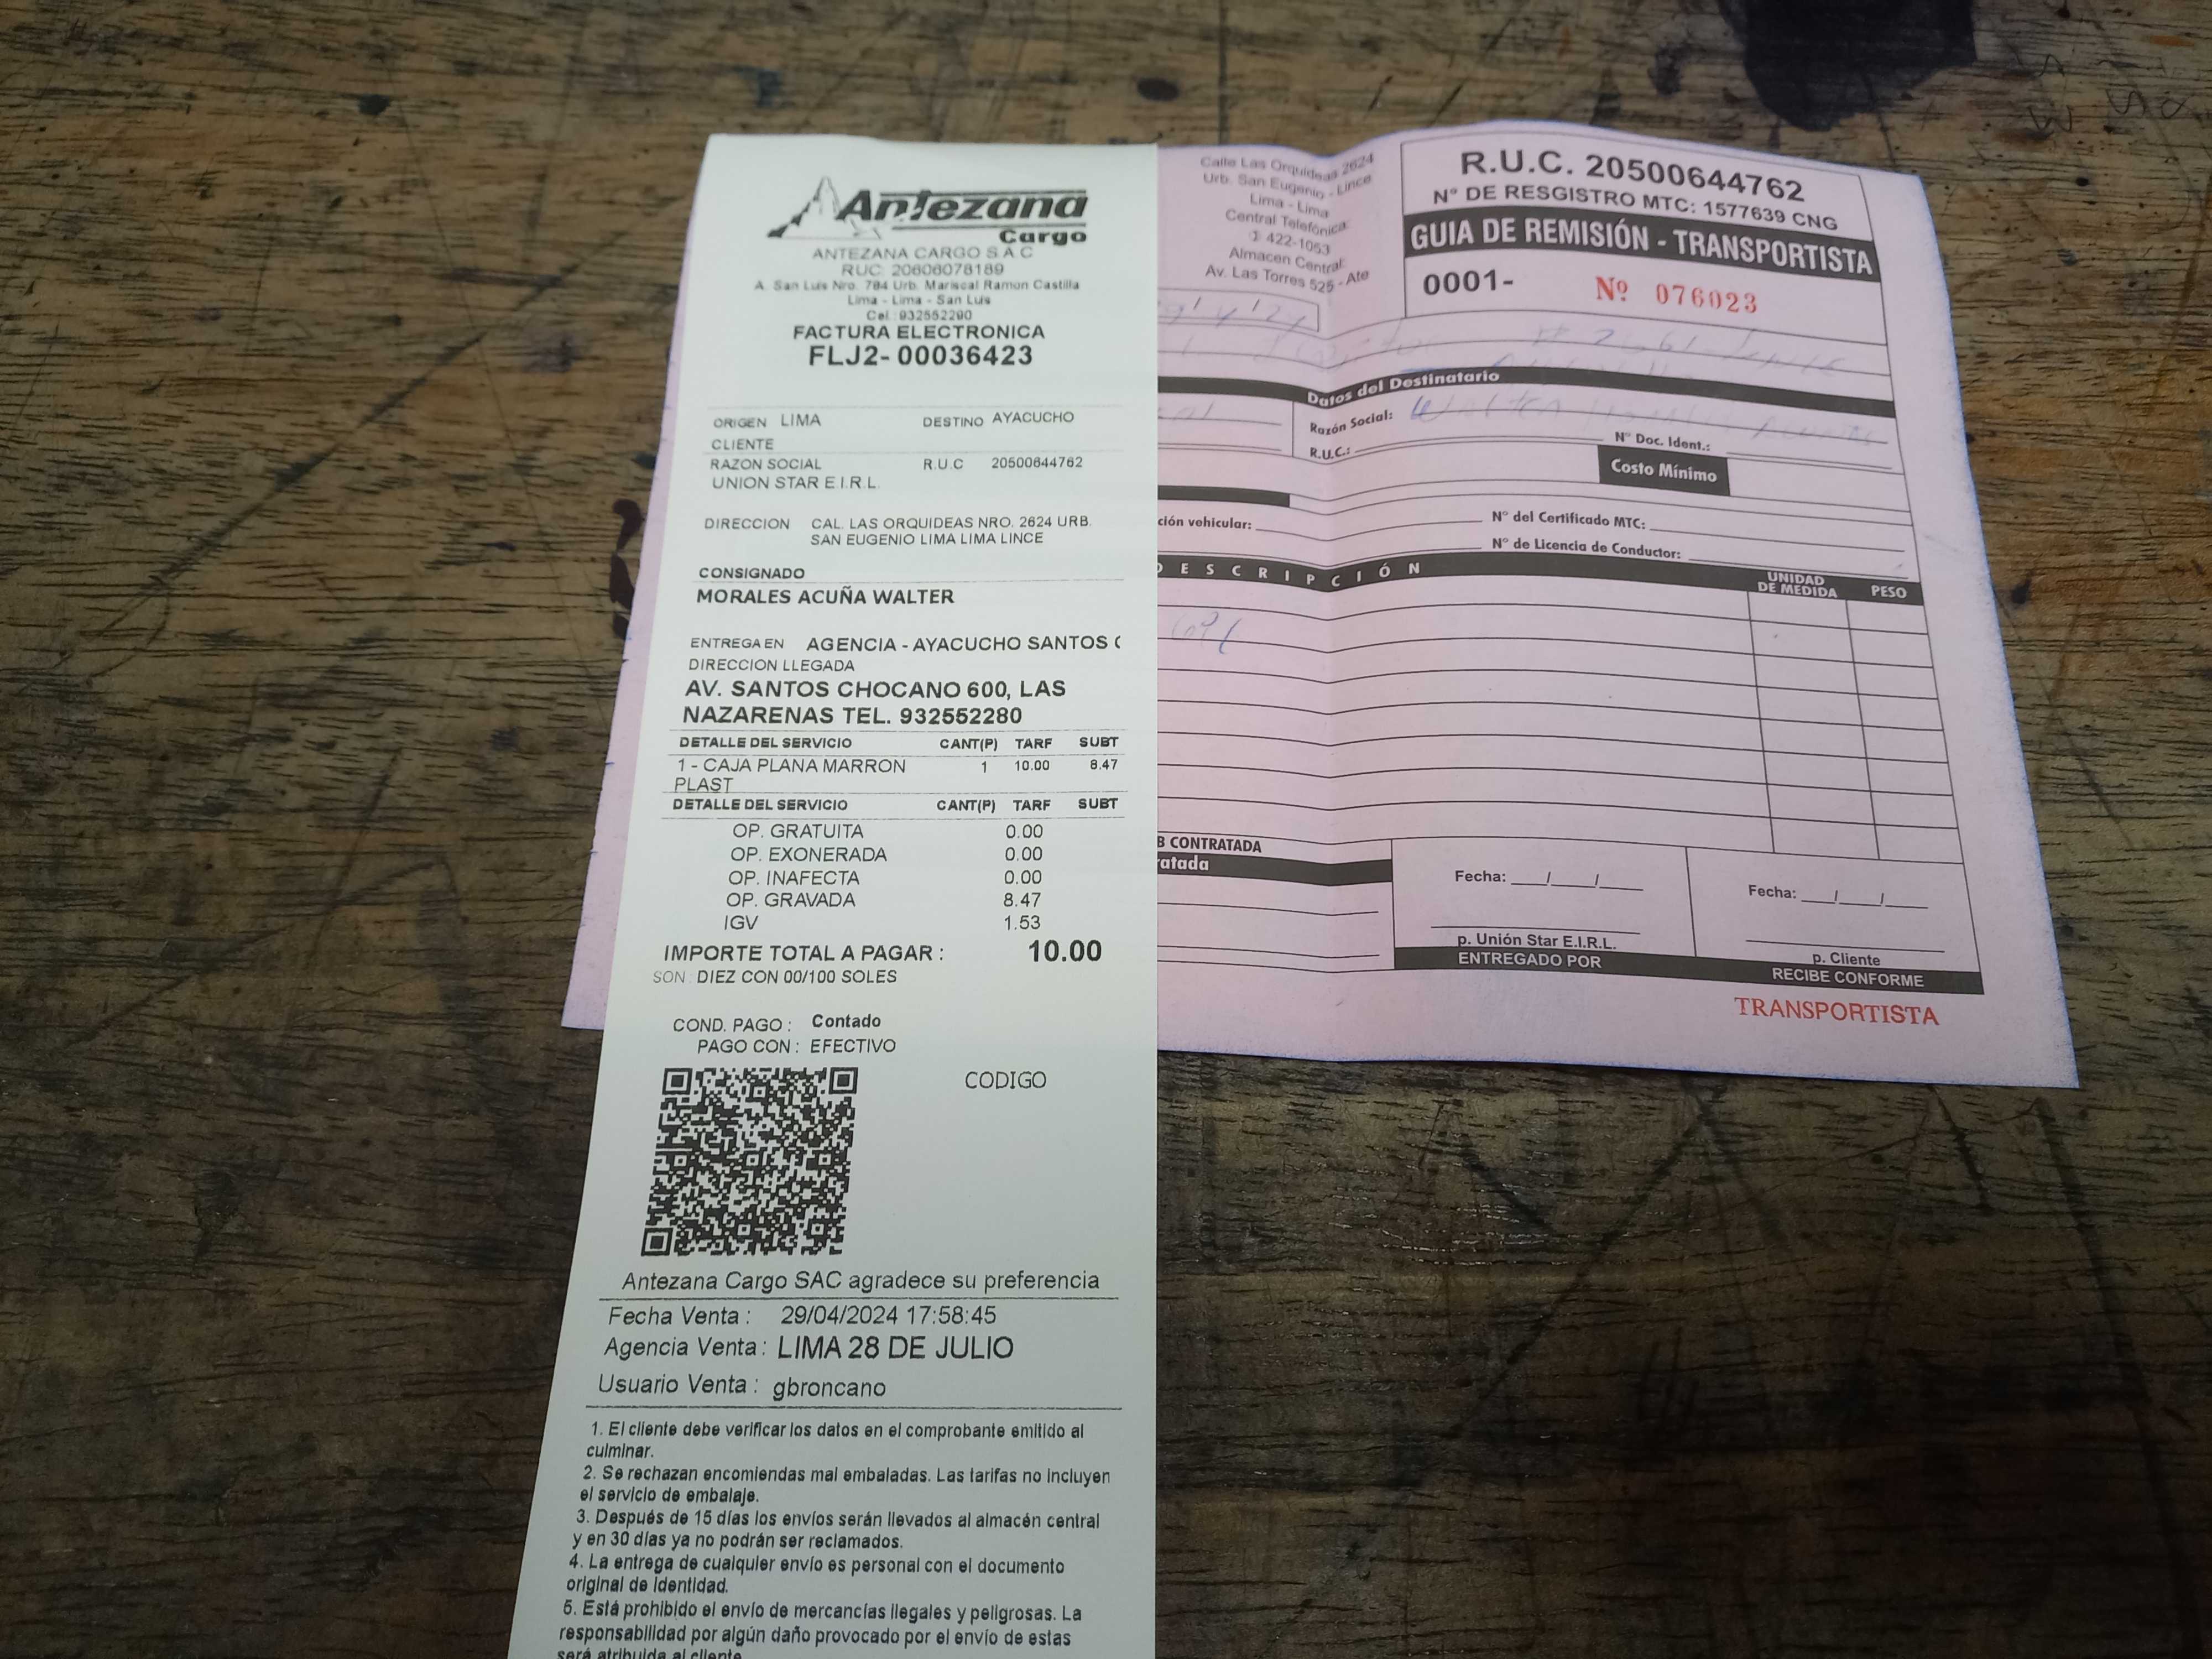 Antezana
Cargo
ANTEZANA CARGO S A C
RUC: 20606078189
A. San Luis Nro. 784 Urb. Mariscal Ramon Castilla
Lima - Lima - San Luis
Cel.:932552280
FACTURA ELECTRONICA
FLJ2- 00036423
ORIGEN LIMA DESTINO AYACUCHO
CLIENTE
RAZON SOCIAL R.U.C 20500644762
UNION STAR E.I.R.L.
DIRECCION CAL. LAS ORQUIDEAS NRO. 2624 URB.
SAN EUGENIO LIMA LIMA LINCE
CONSIGNADO
MORALES ACUÑA WALTER
ENTREGA EN AGENCIA - AYACUCHO SANTOS
DIRECCION LLEGADA
AV. SANTOS CHOCANO 600, LAS
NAZARENAS TEL. 932552280
DETALLE DEL SERVICIO CANT(P) TARF SUBT
1 - CAJA PLANA MARRON 1 10.00 8.47
PLAST
DETALLE DEL SERVICIO CANT(P) TARF SUBT
OP. GRATUITA 0.00
OP. EXONERADA 0.00
OP. INAFECTA 0.00
OP. GRAVADA 8.47
IGV 1.53
IMPORTE TOTAL A PAGAR : 10.00
SON : DIEZ CON 00/100 SOLES
COND. PAGO : Contado
PAGO CON : EFECTIVO
CODIGO
Antezana Cargo SAC agradece su preferencia
Fecha Venta : 29/04/2024 17:58:45
Agencia Venta : LIMA 28 DE JULIO
Usuario Venta : gbroncano
1. El cliente debe verificar los datos en el comprobante emitido al
culminar.
2. Se rechazan encomiendas mal embaladas. Las tarifas no incluyen
el servicio de embalaje.
3. Después de 15 días los envíos serán llevados al almacén central
y en 30 días ya no podrán ser reclamados.
4. La entrega de cualquier envío es personal con el documento
original de identidad.
5. Está prohibido el envío de mercancías ilegales y peligrosas. La
responsabilidad por algún daño provocado por el envío de estas
será atribuida al cliente
Calle Las Orquideas 2624
Urb. San Eugenio - Lince
Lima - Lima
Central Telefónica:
422-1053
Almacen Central:
Av. Las Torres 525 - Ate
R.U.C. 20500644762
N° DE RESGISTRO MTC: 1577639 CNG
GUIA DE REMISIÓN - TRANSPORTISTA
0001- Nº 076023
Datos del Destinatario
Razón Social: Walter
R.U.C.: N° Doc. Ident.:
Costo Mínimo
ción vehicular: N° del Certificado MTC:
N° de Licencia de Conductor:
DESCRIPCIÓN UNIDAD DE MEDIDA PESO
B CONTRATADA
ratada
Fecha: __/__/__ Fecha: __/__/__
p. Unión Star E.I.R.L. p. Cliente
ENTREGADO POR RECIBE CONFORME
TRANSPORTISTA